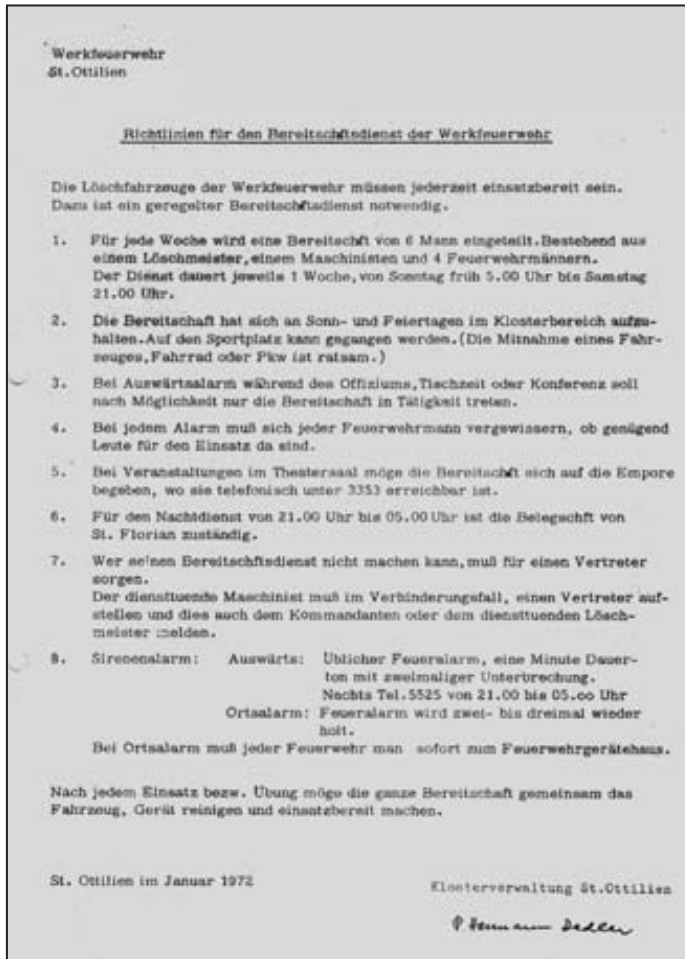 Werkfeuerwehr
St.Ottilien
Richtlinien für den Bereitschftsdienst der Werkfeuerwehr
Die Löschfahrzeuge der Werkfeuerwehr müssen jederzeit einsatzbereit sein.
Dazu ist ein geregelter Bereitschftsdienst notwendig.
1. Für jede Woche wird eine Bereitschft von 6 Mann eingeteilt.Bestehend aus
einem Löschmeister,einem Maschinisten und 4 Feuerwehrmännern.
Der Dienst dauert jeweils 1 Woche,von Sonntag früh 5.00 Uhr bis Samstag
21.00 Uhr.
2. Die Bereitschaft hat sich an Sonn- und Feiertagen im Klosterbereich aufzu-
halten.Auf den Sportplatz kann gegangen werden.(Die Mitnahme eines Fahr-
zeuges,Fahrrad oder Pkw ist ratsam.)
3. Bei Auswärtsalarm während des Offiziums,Tischzeit oder Konferenz soll
nach Möglichkeit nur die Bereitschaft in Tätigkeit treten.
4. Bei jedem Alarm muß sich jeder Feuerwehrmann vergewissern, ob genügend
Leute für den Einsatz da sind.
5. Bei Veranstaltungen im Theatersaal möge die Bereitschft sich auf die Empore
begeben, wo sie telefonisch unter 3353 erreichbar ist.
6. Für den Nachtdienst von 21.00 Uhr bis 05.00 Uhr ist die Belegschft von
St. Florian zuständig.
7. Wer seinen Bereitschftsdienst nicht machen kann,muß für einen Vertreter
sorgen.
Der diensttuende Maschinist muß im Verhinderungsfall, einen Vertreter auf-
stellen und dies auch dem Kommandanten oder dem diensttuenden Lösch-
meister melden.
8. Sirenenalarm: Auswärts: Üblicher Feueralarm, eine Minute Dauer-
ton mit zweimaliger Unterbrechung.
Nachts Tel.5525 von 21.00 bis 05.oo Uhr
Ortsalarm: Feueralarm wird zwei- bis dreimal wieder
holt.
Bei Ortsalarm muß jeder Feuerwehr man sofort zum Feuerwehrgerätehaus.
Nach jedem Einsatz bezw. Übung möge die ganze Bereitschaft gemeinsam das
Fahrzeug, Gerät reinigen und einsatzbereit machen.
St. Ottilien im Januar 1972
Klosterverwaltung St.Ottilien
P. Hermann